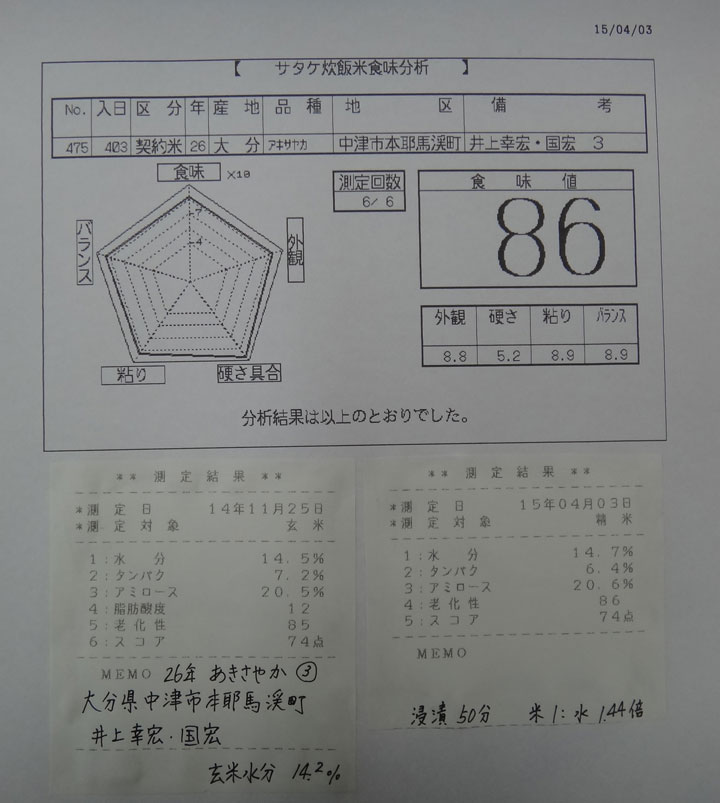 15/04/03
【 サタケ炊飯米食味分析 】
No. 入日 区分 年 産地 品種 地区 備考
475 403 契約米 26 大分 アキサヤカ 中津市本耶馬渓町 井上幸宏・国宏 3
食味 ×10
7
4
バランス
外観
粘り
硬さ具合
測定回数
6/ 6
食味値
86
外観 硬さ 粘り バランス
8.8 5.2 8.9 8.9
分析結果は以上のとおりでした。
** 測定結果 **
*測定日 14年11月25日
*測定対象 玄米
1:水分 14.5%
2:タンパク 7.2%
3:アミロース 20.5%
4:脂肪酸度 12
5:老化性 85
6:スコア 74点
MEMO 26年 あきさやか ③
大分県中津市本耶馬渓町
井上幸宏・国宏
玄米水分 14.2%
** 測定結果 **
*測定日 15年04月03日
*測定対象 精米
1:水分 14.7%
2:タンパク 6.4%
3:アミロース 20.6%
4:老化性 86
5:スコア 74点
MEMO
浸漬 50分 米1:水 1.44倍